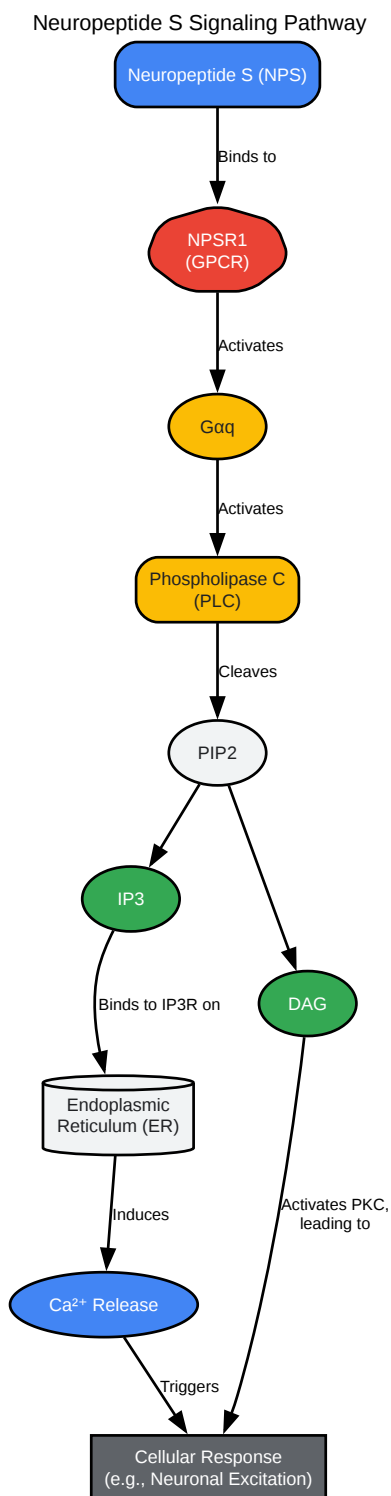 Neuropeptide S Signaling Pathway
Neuropeptide S (NPS)
Binds to
NPSR1
(GPCR)
Activates
Gαq
Activates
Phospholipase C
(PLC)
Cleaves
PIP2
IP3
DAG
Binds to IP3R on
Endoplasmic
Reticulum (ER)
Induces
Activates PKC,
leading to
Ca²⁺ Release
Triggers
Cellular Response
(e.g., Neuronal Excitation)